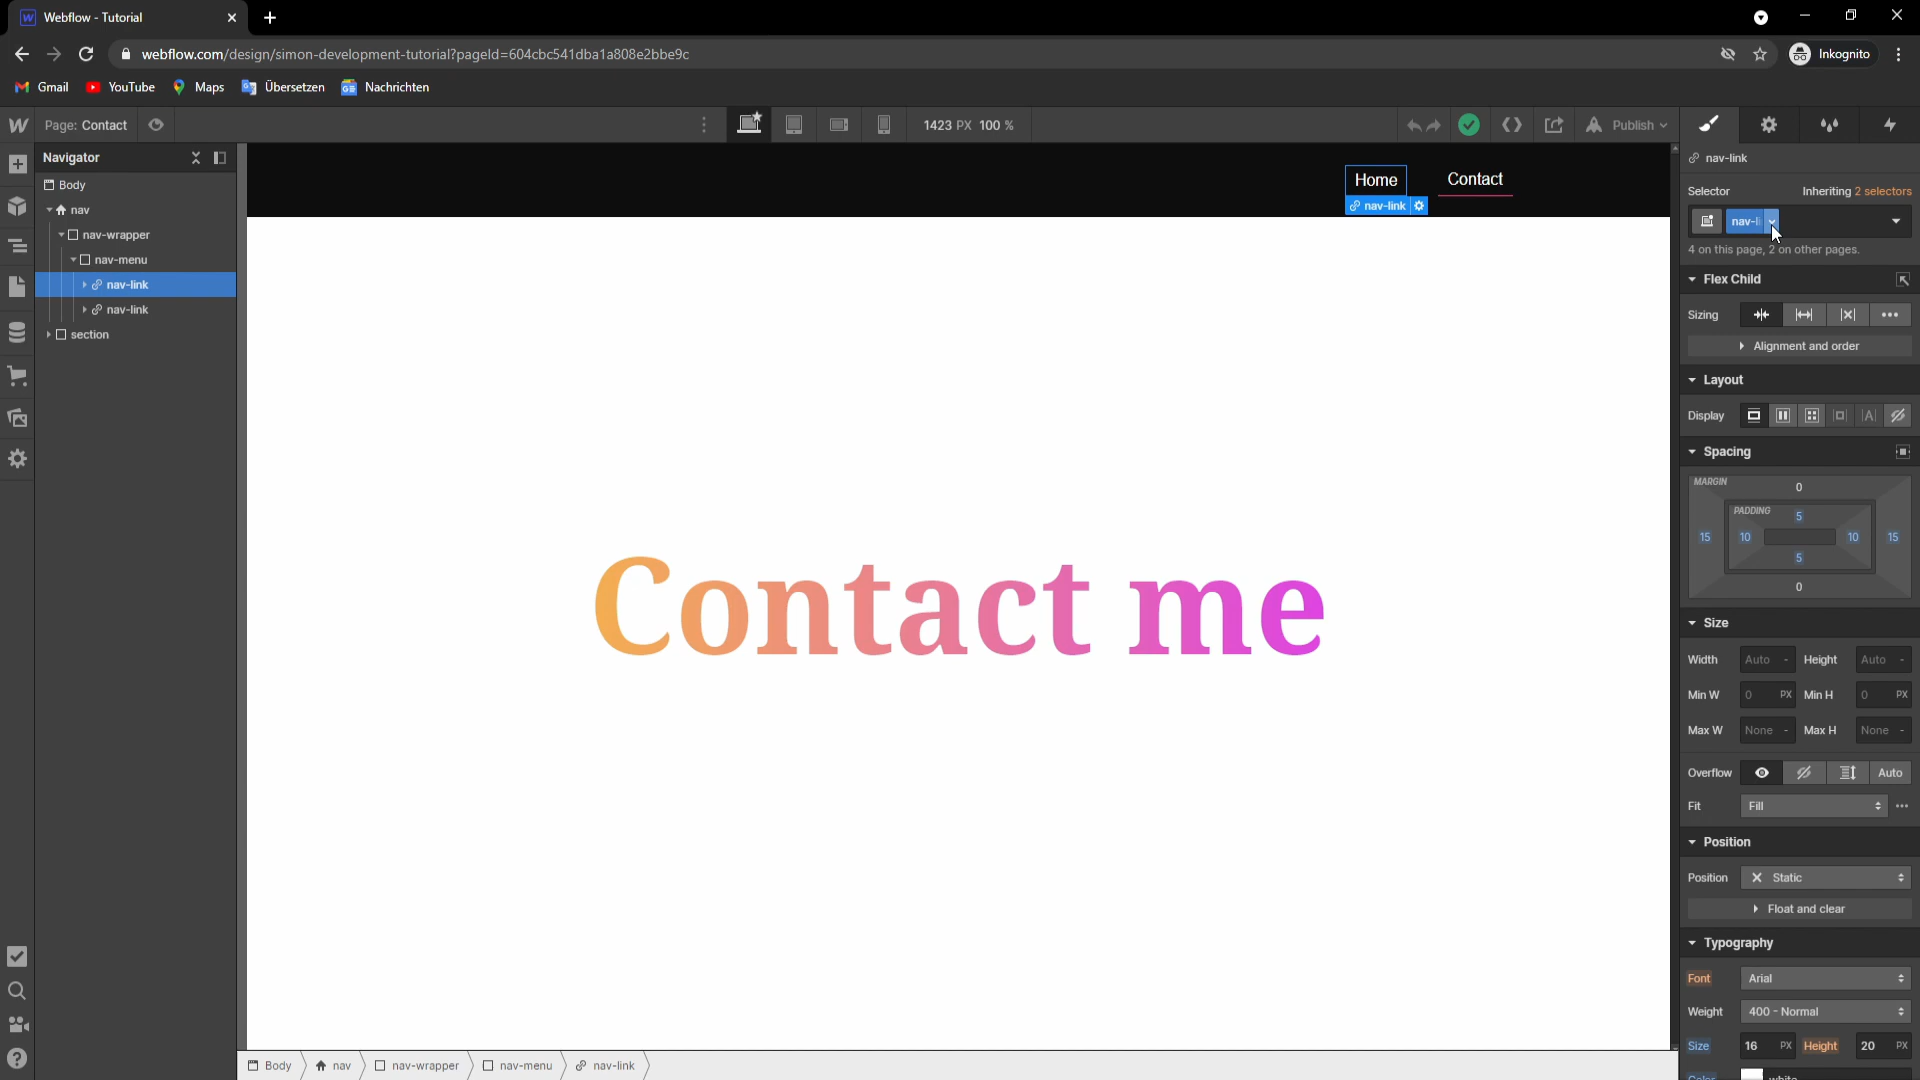 Webflow - Tutorial
webflow.com/design/simon-development-tutorial?pageId=604cbc541dba1a808e2bbe9c
Inkognito
Gmail YouTube Maps Übersetzen Nachrichten
Page: Contact
1423 PX 100 %
Publish
Navigator
Body
nav
nav-wrapper
nav-menu
nav-link
nav-link
section
Home
Contact
nav-link
Contact me
Body nav nav-wrapper nav-menu nav-link
nav-link
Selector Inheriting 2 selectors
nav-li
4 on this page, 2 on other pages.
Flex Child
Sizing
Alignment and order
Layout
Display
Spacing
MARGIN
0
PADDING
5
15 10 10 15
5
0
Size
Width Auto - Height Auto -
Min W 0 PX Min H 0 PX
Max W None - Max H None -
Overflow Auto
Fit Fill
Position
Position Static
Float and clear
Typography
Font Arial
Weight 400 - Normal
Size 16 PX Height 20 PX
Color white